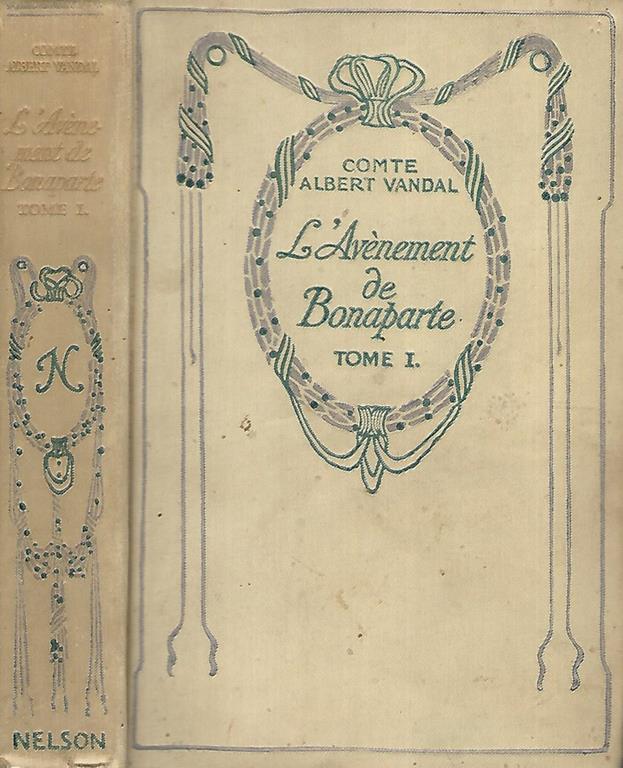 COMTE
ALBERT VANDAL
L'Avène-
ment de
Bonaparte
TOME I.
N
NELSON
COMTE
ALBERT VANDAL
L'Avènement
de
Bonaparte
TOME I.